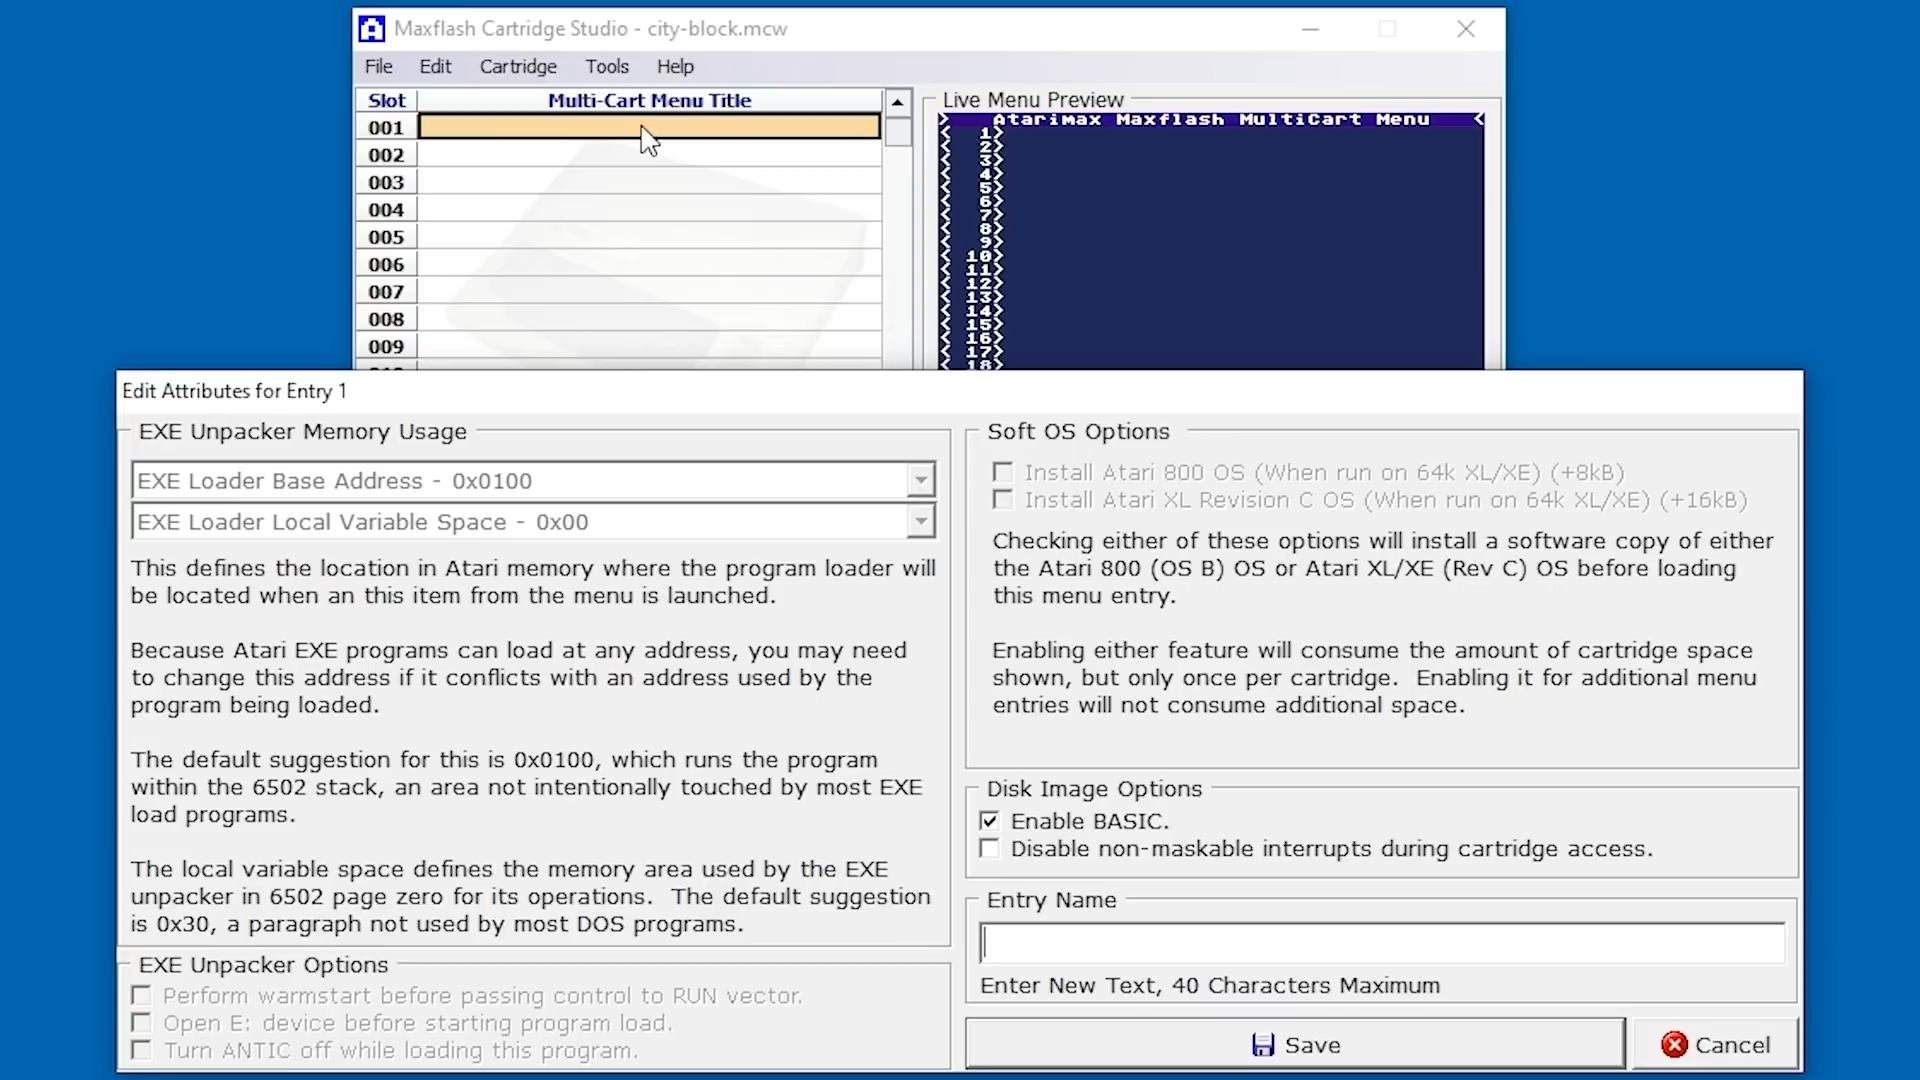 Maxflash Cartridge Studio - city-block.mcw
File Edit Cartridge Tools Help
Slot Multi-Cart Menu Title
001
002
003
004
005
006
007
008
009
Live Menu Preview
> Atarimax Maxflash MultiCart Menu <
< 1>
< 2>
< 3>
< 4>
< 5>
< 6>
< 7>
< 8>
< 9>
< 10>
< 11>
< 12>
< 13>
< 14>
< 15>
< 16>
< 17>
< 18>
Edit Attributes for Entry 1
EXE Unpacker Memory Usage
EXE Loader Base Address - 0x0100
EXE Loader Local Variable Space - 0x00
This defines the location in Atari memory where the program loader will
be located when an this item from the menu is launched.
Because Atari EXE programs can load at any address, you may need
to change this address if it conflicts with an address used by the
program being loaded.
The default suggestion for this is 0x0100, which runs the program
within the 6502 stack, an area not intentionally touched by most EXE
load programs.
The local variable space defines the memory area used by the EXE
unpacker in 6502 page zero for its operations. The default suggestion
is 0x30, a paragraph not used by most DOS programs.
EXE Unpacker Options
Perform warmstart before passing control to RUN vector.
Open E: device before starting program load.
Turn ANTIC off while loading this program.
Soft OS Options
Install Atari 800 OS (When run on 64k XL/XE) (+8kB)
Install Atari XL Revision C OS (When run on 64k XL/XE) (+16kB)
Checking either of these options will install a software copy of either
the Atari 800 (OS B) OS or Atari XL/XE (Rev C) OS before loading
this menu entry.
Enabling either feature will consume the amount of cartridge space
shown, but only once per cartridge. Enabling it for additional menu
entries will not consume additional space.
Disk Image Options
Enable BASIC.
Disable non-maskable interrupts during cartridge access.
Entry Name
Enter New Text, 40 Characters Maximum
Save
Cancel